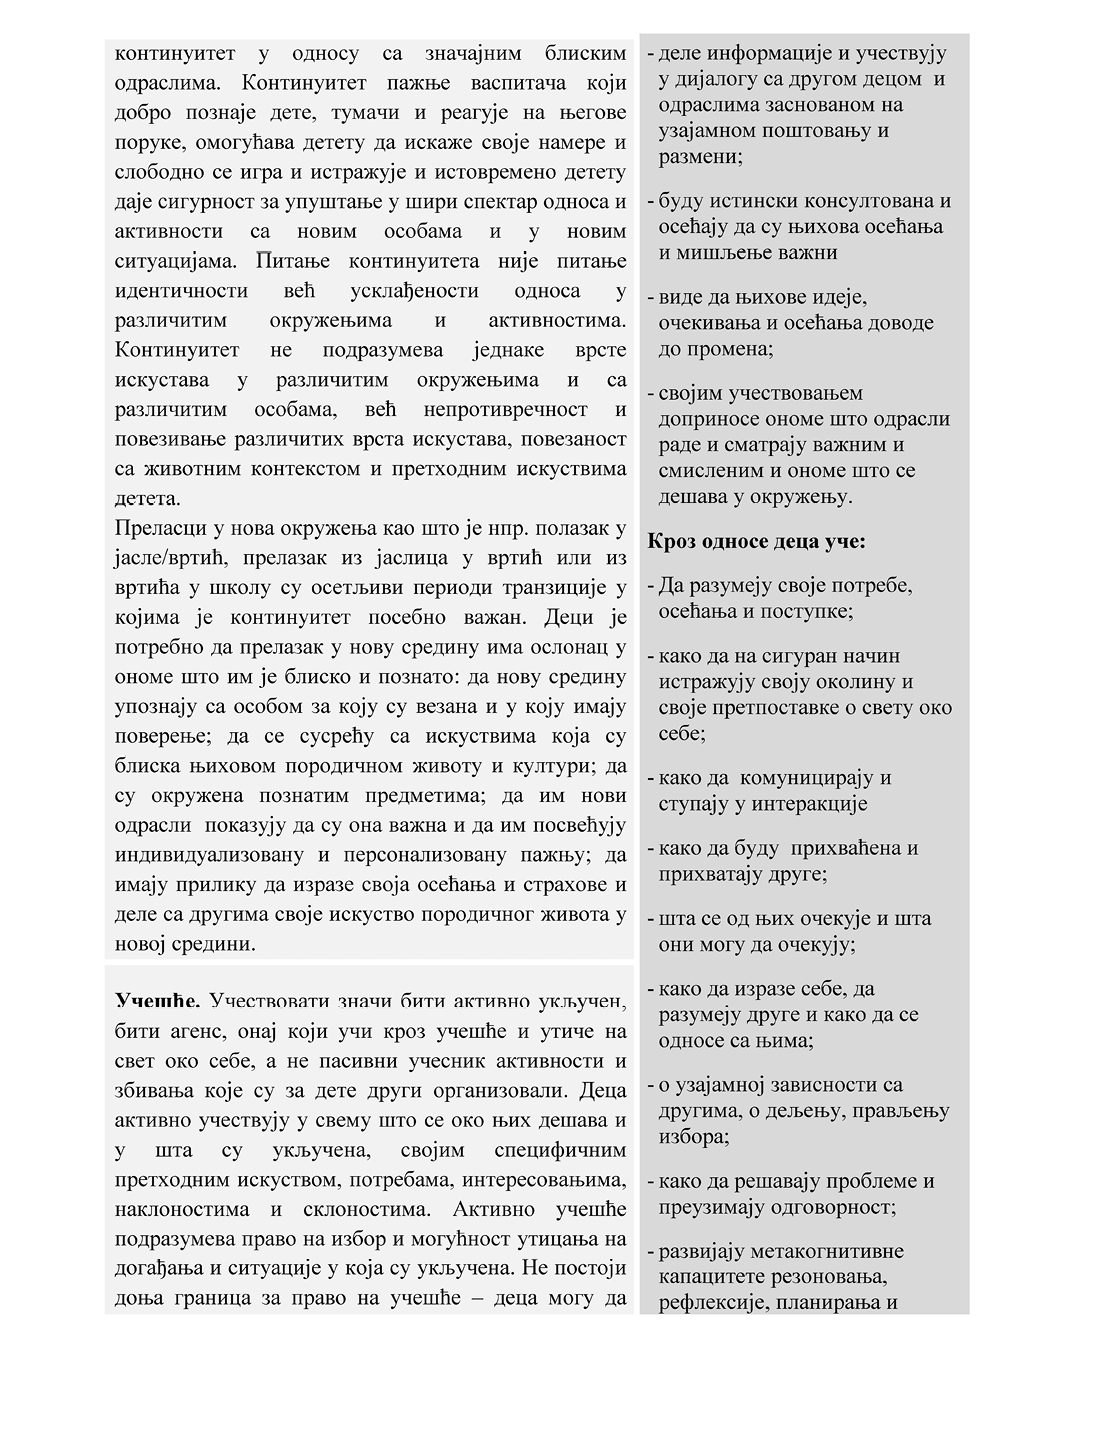 континуитет у односу са значајним блиским
одраслима. Континуитет пажње васпитача који
добро познаје дете, тумачи и реагује на његове
поруке, омогућава детету да искаже своје намере и
слободно се игра и истражује и истовремено детету
даје сигурност за упуштање у шири спектар односа и
активности са новим особама и у новим
ситуацијама. Питање континуитета није питање
идентичности већ усклађености односа у
различитим окружењима и активностима.
Континуитет не подразумева једнаке врсте
искустава у различитим окружењима и са
различитим особама, већ непротивречност и
повезивање различитих врста искустава, повезаност
са животним контекстом и претходним искуствима
детета.
Преласци у нова окружења као што је нпр. полазак у
јасле/вртић, прелазак из јаслица у вртић или из
вртића у школу су осетљиви периоди транзиције у
којима је континуитет посебно важан. Деци је
потребно да прелазак у нову средину има ослонац у
ономе што им је блиско и познато: да нову средину
упознају са особом за коју су везана и у коју имају
поверење; да се сусрећу са искуствима која су
блиска њиховом породичном животу и култури; да
су окружена познатим предметима; да им нови
одрасли показују да су она важна и да им посвећују
индивидуализовану и персонализовану пажњу; да
имају прилику да изразе своја осећања и страхове и
деле са другима своје искуство породичног живота у
новој средини.
Учешће. Учествовати значи бити активно укључен,
бити агенс, онај који учи кроз учешће и утиче на
свет око себе, а не пасивни учесник активности и
збивања које су за дете други организовали. Деца
активно учествују у свему што се око њих дешава и
у шта су укључена, својим специфичним
претходним искуством, потребама, интересовањима,
наклоностима и склоностима. Активно учешће
подразумева право на избор и могућност утицања на
догађања и ситуације у која су укључена. Не постоји
доња граница за право на учешће – деца могу да
- деле информације и учествују
у дијалогу са другом децом и
одраслима заснованом на
узајамном поштовању и
размени;
- буду истински консултована и
осећају да су њихова осећања
и мишљење важни
- виде да њихове идеје,
очекивања и осећања доводе
до промена;
- својим учествовањем
доприносе ономе што одрасли
раде и сматрају важним и
смисленим и ономе што се
дешава у окружењу.
Кроз односе деца уче:
- Да разумеју своје потребе,
осећања и поступке;
- како да на сигуран начин
истражују своју околину и
своје претпоставке о свету око
себе;
- како да комуницирају и
ступају у интеракције
- како да буду прихваћена и
прихватају друге;
- шта се од њих очекује и шта
они могу да очекују;
- како да изразе себе, да
разумеју друге и како да се
односе са њима;
- о узајамној зависности са
другима, о дељењу, прављењу
избора;
- како да решавају проблеме и
преузимају одговорност;
- развијају метакогнитивне
капацитете резоновања,
рефлексије, планирања и